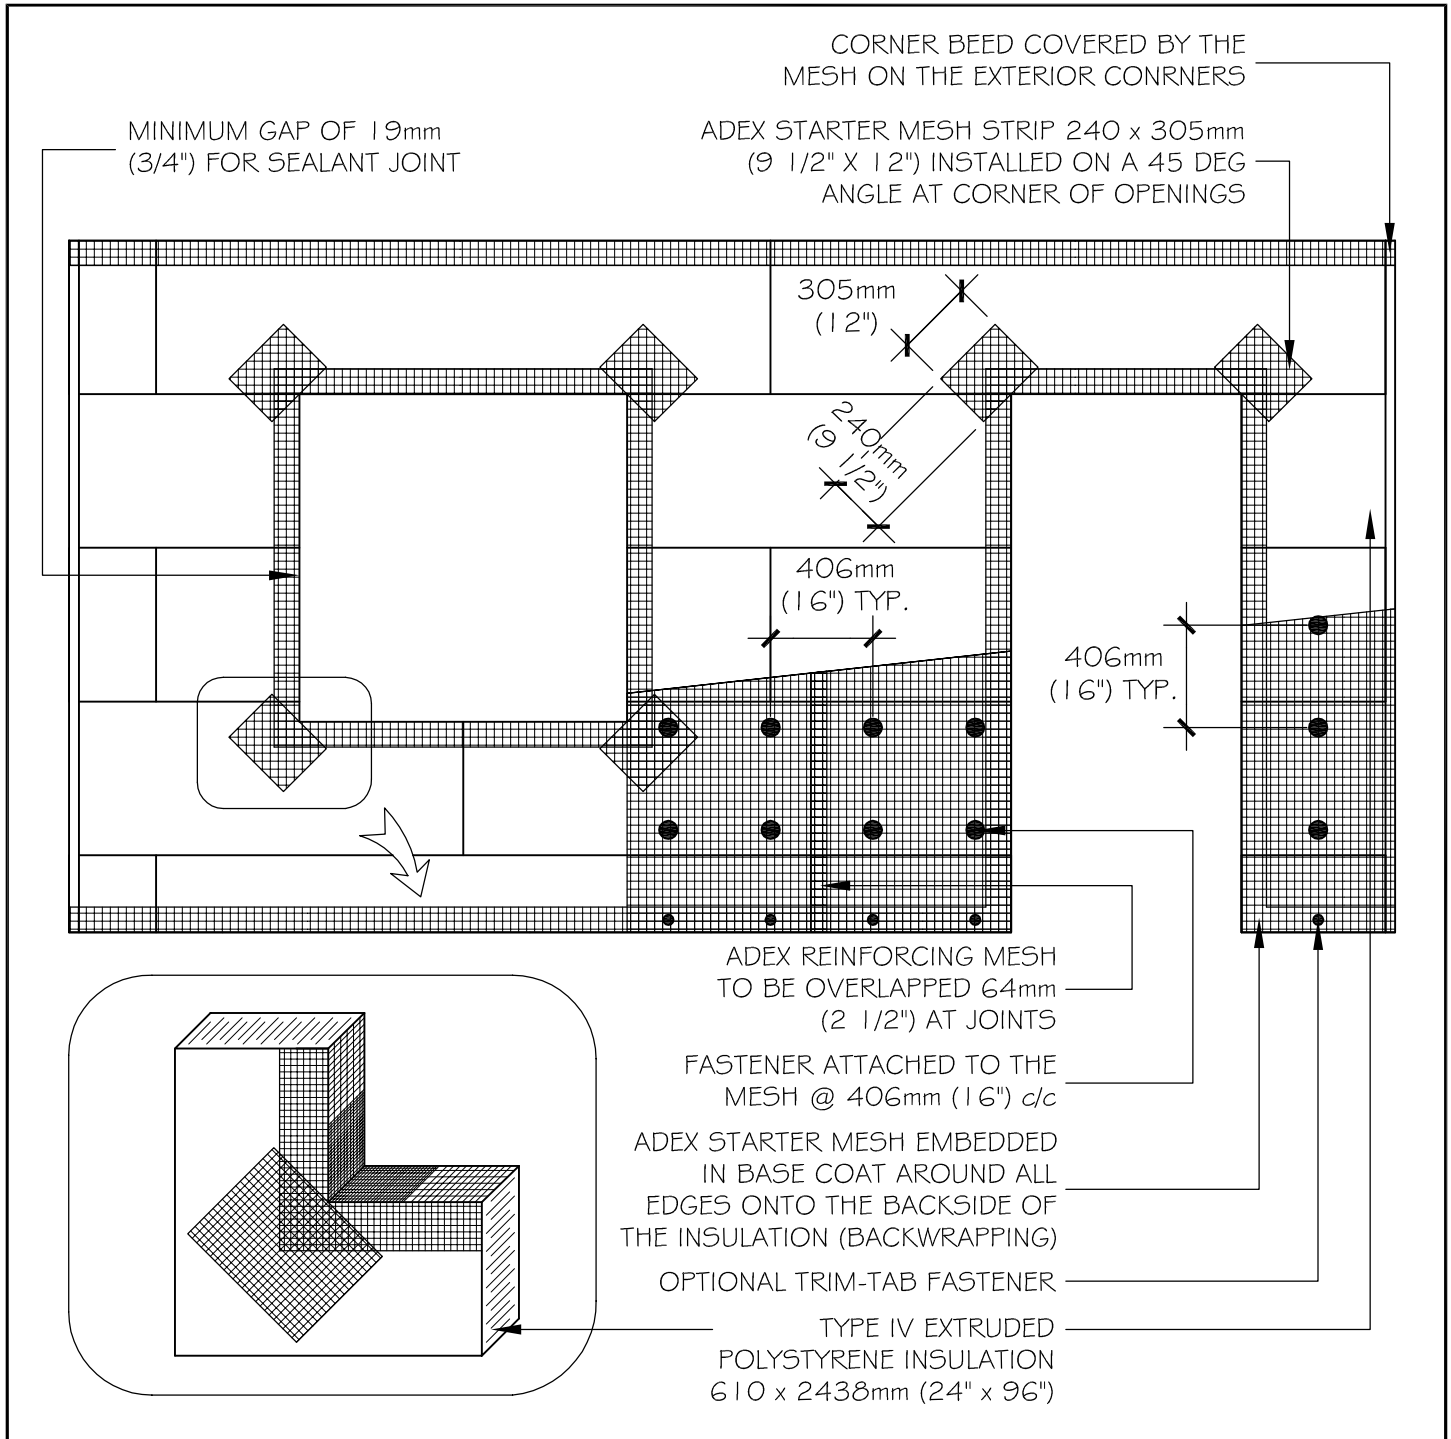 CORNER BEED COVERED BY THE
MESH ON THE EXTERIOR CONRNERS
MINIMUM GAP OF 19mm
(3/4") FOR SEALANT JOINT
ADEX STARTER MESH STRIP 240 x 305mm
(9 1/2" X 12") INSTALLED ON A 45 DEG
ANGLE AT CORNER OF OPENINGS
305mm
(12")
240mm
(9 1/2")
406mm
(16") TYP.
406mm
(16") TYP.
ADEX REINFORCING MESH
TO BE OVERLAPPED 64mm
(2 1/2") AT JOINTS
FASTENER ATTACHED TO THE
MESH @ 406mm (16") c/c
ADEX STARTER MESH EMBEDDED
IN BASE COAT AROUND ALL
EDGES ONTO THE BACKSIDE OF
THE INSULATION (BACKWRAPPING)
OPTIONAL TRIM-TAB FASTENER
TYPE IV EXTRUDED
POLYSTYRENE INSULATION
610 x 2438mm (24" x 96")